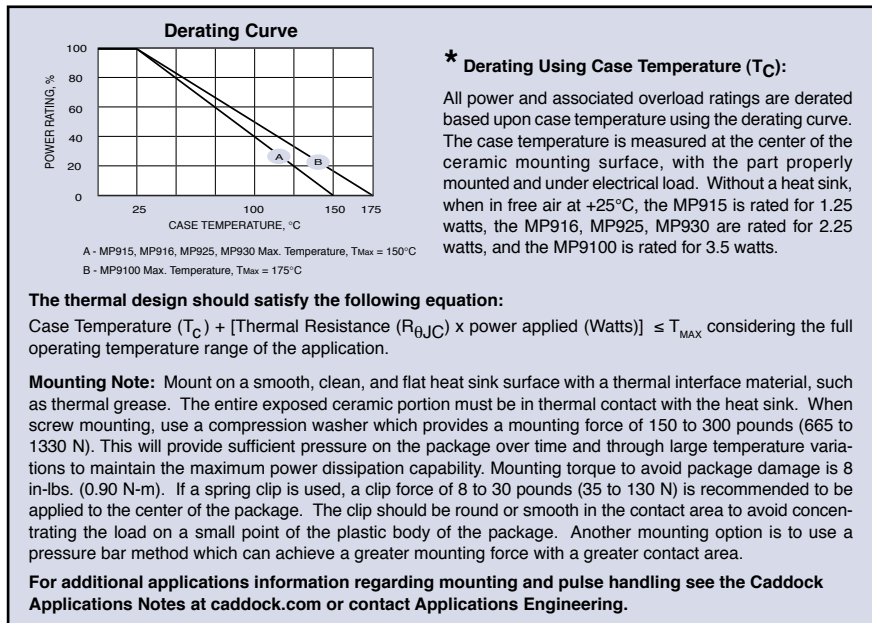 Derating Curve
100
80
60
40
20
0
POWER RATING, %
A
B
25
100
150
175
CASE TEMPERATURE, °C
A - MP915, MP916, MP925, MP930 Max. Temperature, TMax = 150°C
B - MP9100 Max. Temperature, TMax = 175°C
* Derating Using Case Temperature (TC):
All power and associated overload ratings are derated
based upon case temperature using the derating curve.
The case temperature is measured at the center of the
ceramic mounting surface, with the part properly
mounted and under electrical load. Without a heat sink,
when in free air at +25°C, the MP915 is rated for 1.25
watts, the MP916, MP925, MP930 are rated for 2.25
watts, and the MP9100 is rated for 3.5 watts.
The thermal design should satisfy the following equation:
Case Temperature (TC) + [Thermal Resistance (RθJC) x power applied (Watts)] ≤ TMAX considering the full
operating temperature range of the application.
Mounting Note: Mount on a smooth, clean, and flat heat sink surface with a thermal interface material, such
as thermal grease. The entire exposed ceramic portion must be in thermal contact with the heat sink. When
screw mounting, use a compression washer which provides a mounting force of 150 to 300 pounds (665 to
1330 N). This will provide sufficient pressure on the package over time and through large temperature varia-
tions to maintain the maximum power dissipation capability. Mounting torque to avoid package damage is 8
in-lbs. (0.90 N-m). If a spring clip is used, a clip force of 8 to 30 pounds (35 to 130 N) is recommended to be
applied to the center of the package. The clip should be round or smooth in the contact area to avoid concen-
trating the load on a small point of the plastic body of the package. Another mounting option is to use a
pressure bar method which can achieve a greater mounting force with a greater contact area.
For additional applications information regarding mounting and pulse handling see the Caddock
Applications Notes at caddock.com or contact Applications Engineering.